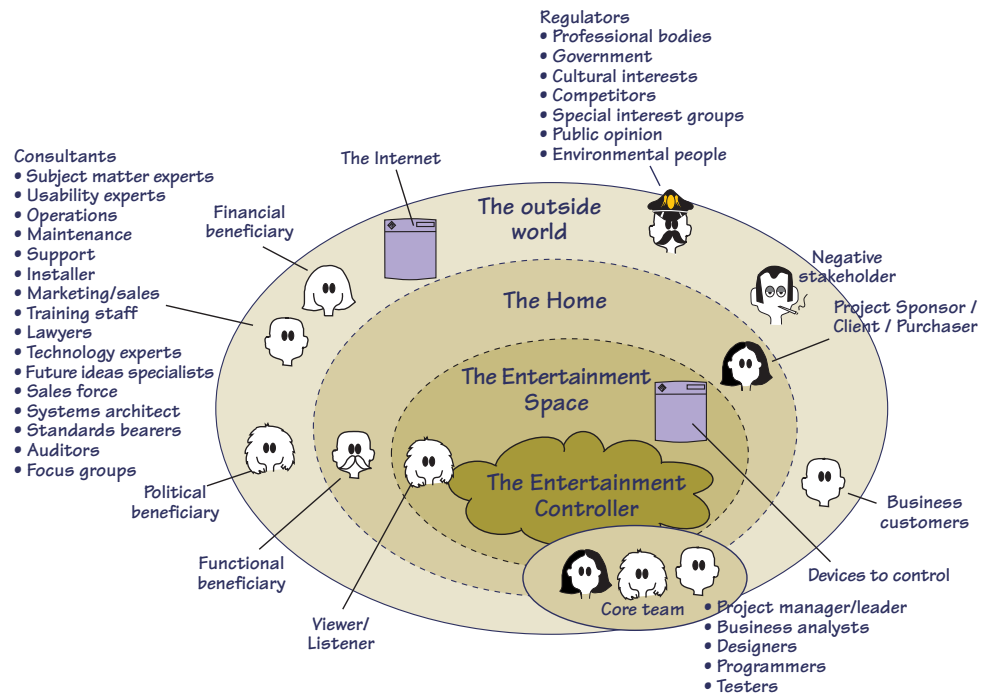 Regulators
• Professional bodies
• Government
• Cultural interests
• Competitors
• Special interest groups
• Public opinion
• Environmental people
Consultants
• Subject matter experts
• Usability experts
• Operations
• Maintenance
• Support
• Installer
• Marketing/sales
• Training staff
• Lawyers
• Technology experts
• Future ideas specialists
• Sales force
• Systems architect
• Standards bearers
• Auditors
• Focus groups
The Internet
Financial
beneficiary
The outside
world
Negative
stakeholder
Project Sponsor /
Client / Purchaser
The Home
The Entertainment
Space
The Entertainment
Controller
Political
beneficiary
Functional
beneficiary
Viewer/
Listener
Business
customers
Devices to control
Core team
• Project manager/leader
• Business analysts
• Designers
• Programmers
• Testers